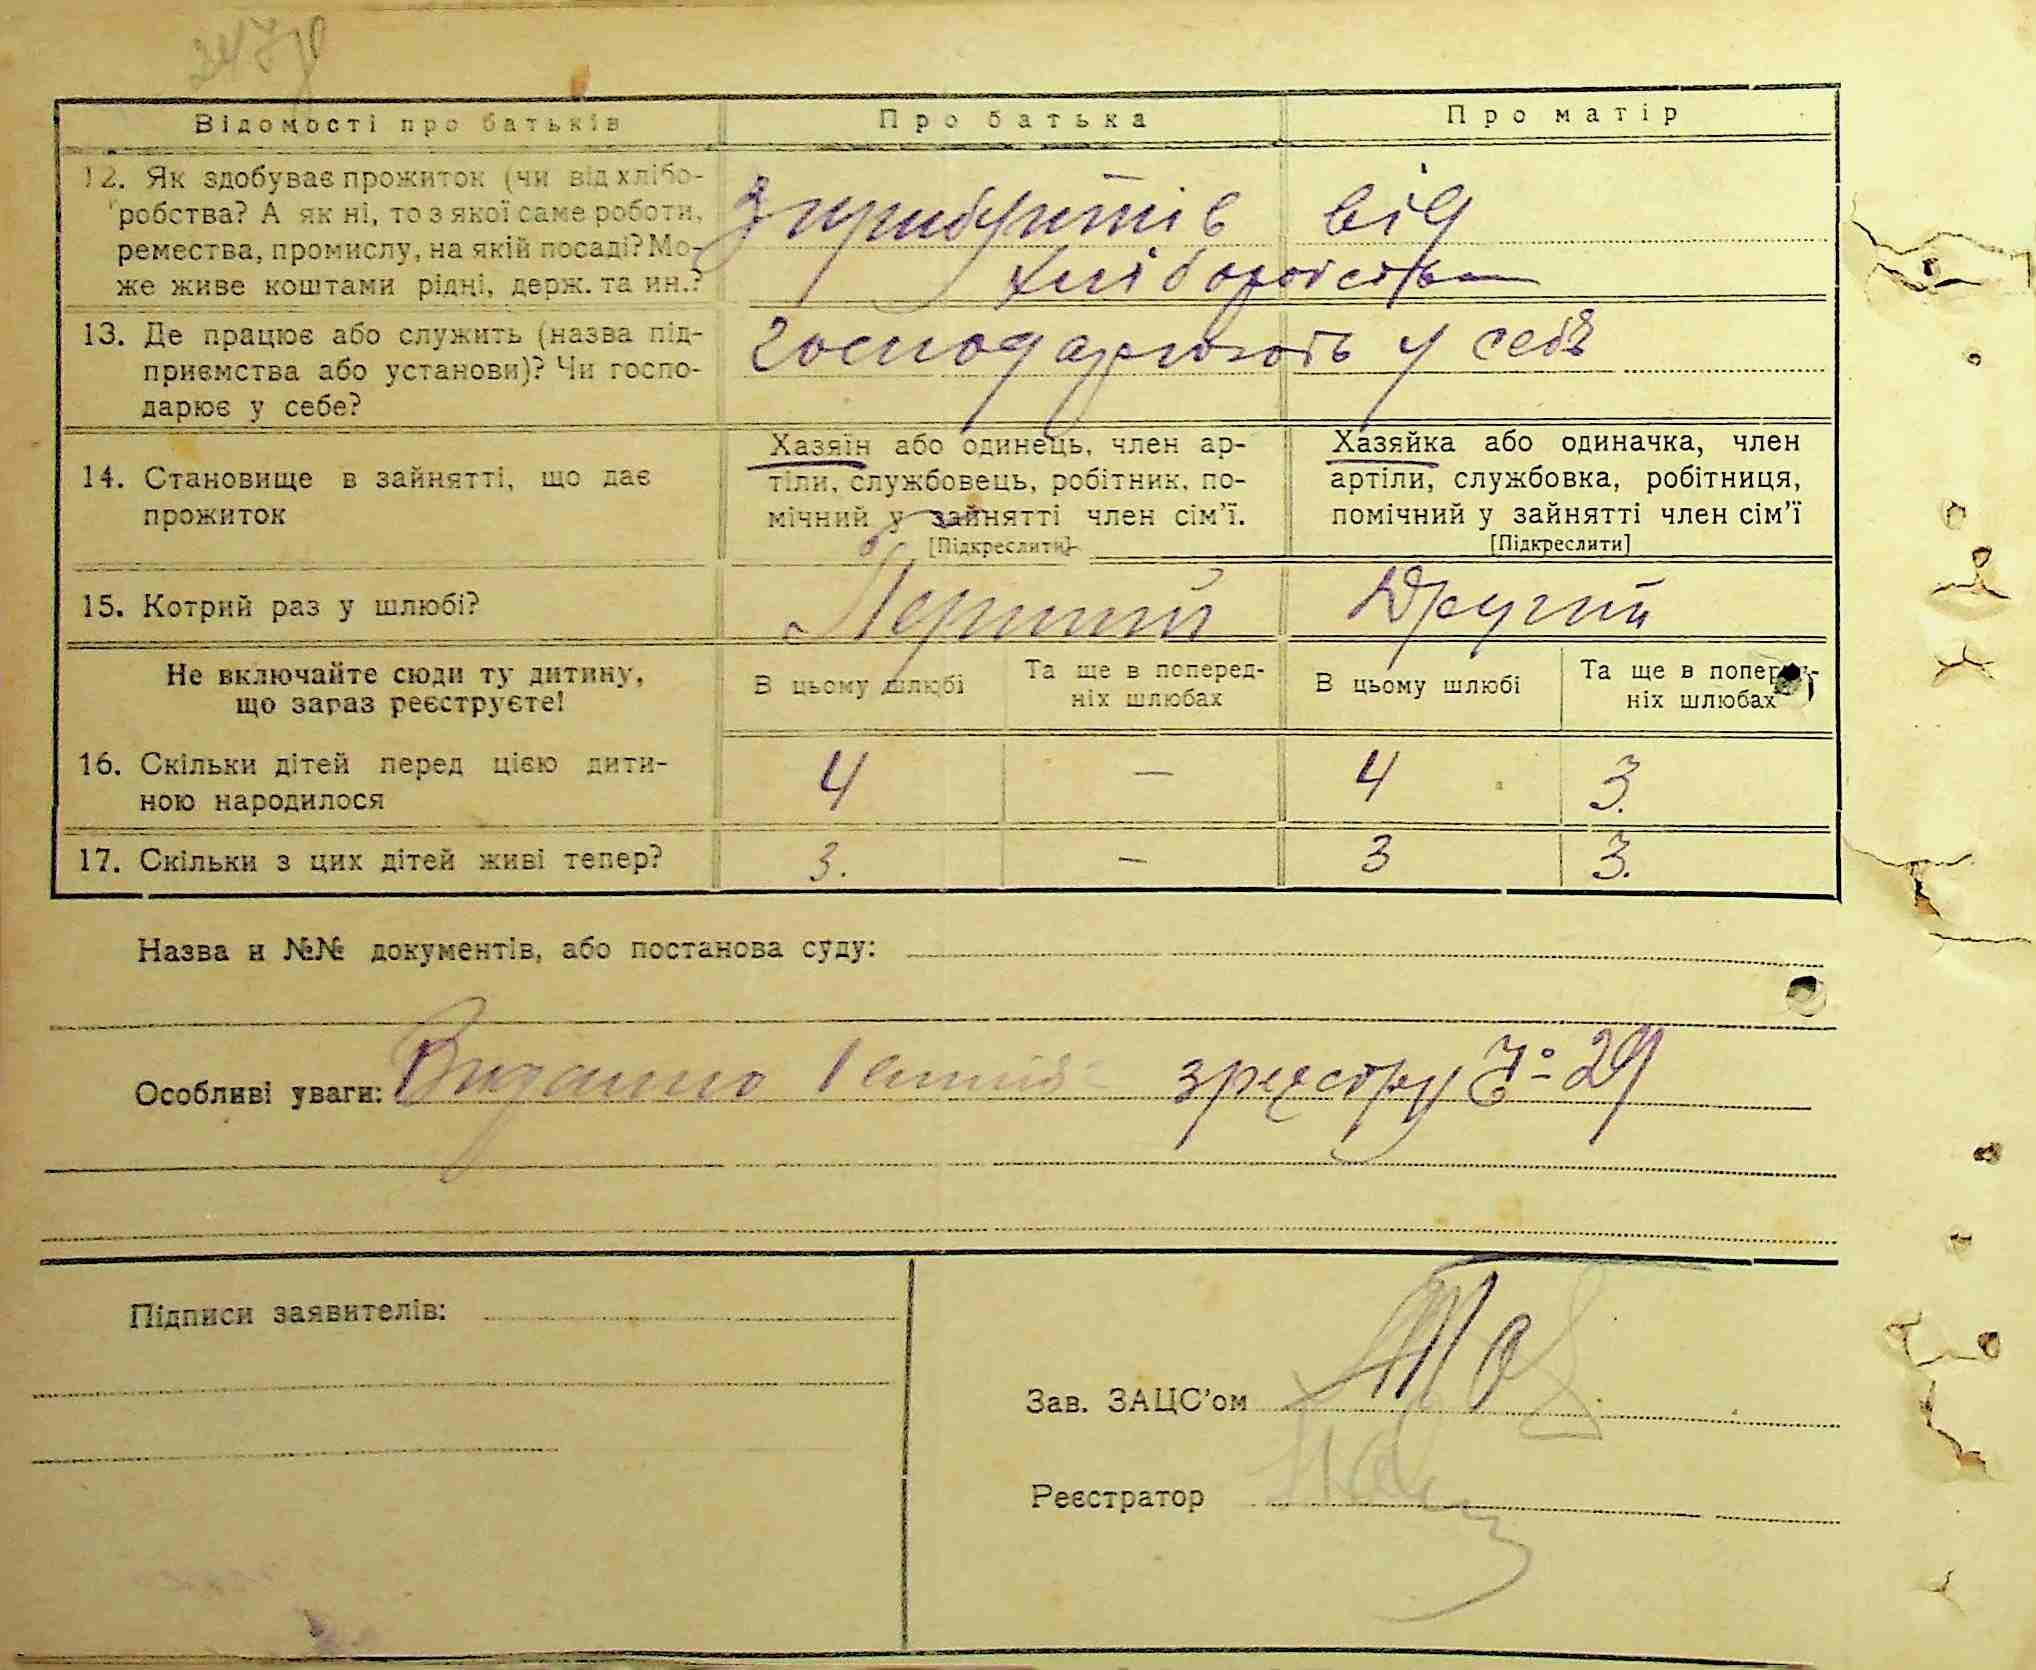 Відомості про батьків Про батька Про матір
12. Як здобуває прожиток (чи від хлібо-
робства? А як ні, то з якої саме роботи,
ремества, промислу, на якій посаді? Мо-
же живе коштами рідні, держ. та ин.?
з прибутків від
хліборобства
13. Де працює або служить (назва під-
приємства або установи)? Чи госпо-
дарює у себе?
господарюють у себе
14. Становище в зайнятті, що дає
прожиток
Хазяїн або одинець, член ар-
тіли, службовець, робітник, по-
мічний у зайнятті член сім'ї.
[Підкреслити]
Хазяйка або одиначка, член
артіли, службовка, робітниця,
помічний у зайнятті член сім'ї
[Підкреслити]
15. Котрий раз у шлюбі? Перший Другий
Не включайте сюди ту дитину,
що зараз реєструєте!
В цьому шлюбі
Та ще в поперед-
ніх шлюбах
В цьому шлюбі
Та ще в поперед-
ніх шлюбах
16. Скільки дітей перед цією дити-
ною народилося
4 — 4 3.
17. Скільки з цих дітей живі тепер? 3. — 3 3.
Назва и №№ документів, або постанова суду:
Особливі уваги: Видано зреєстру 29
Підписи заявителів:
Зав. ЗАЦС'ом
Реєстратор